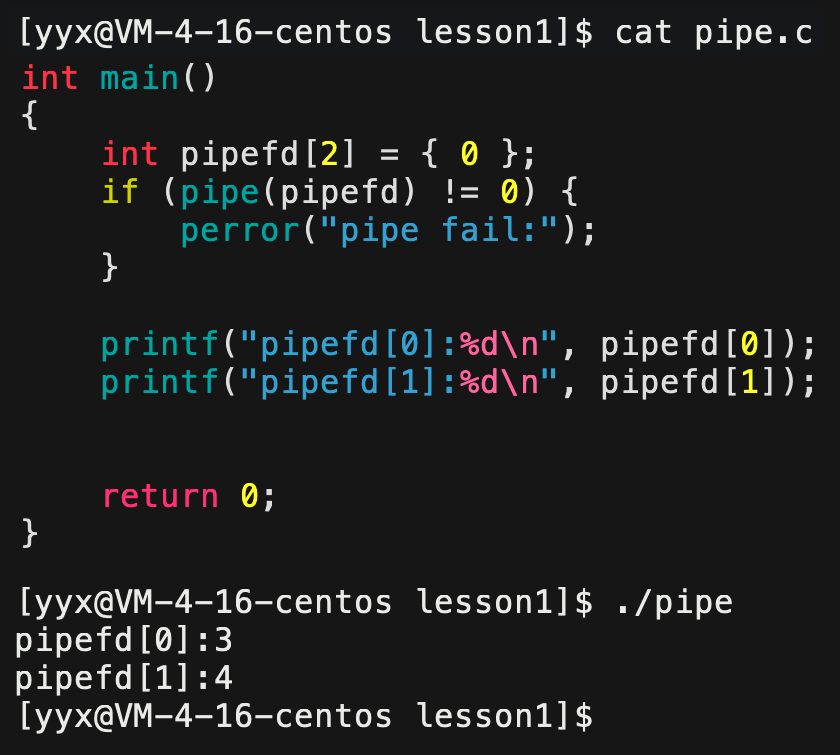 [yyx@VM-4-16-centos lesson1]$ cat pipe.c
int main()
{
    int pipefd[2] = { 0 };
    if (pipe(pipefd) != 0) {
        perror("pipe fail:");
    }
    printf("pipefd[0]:%d\n", pipefd[0]);
    printf("pipefd[1]:%d\n", pipefd[1]);
    return 0;
}
[yyx@VM-4-16-centos lesson1]$ ./pipe
pipefd[0]:3
pipefd[1]:4
[yyx@VM-4-16-centos lesson1]$